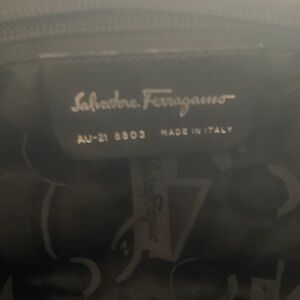 Salvatore Ferragamo
AU-21 8803 MADE IN ITALY